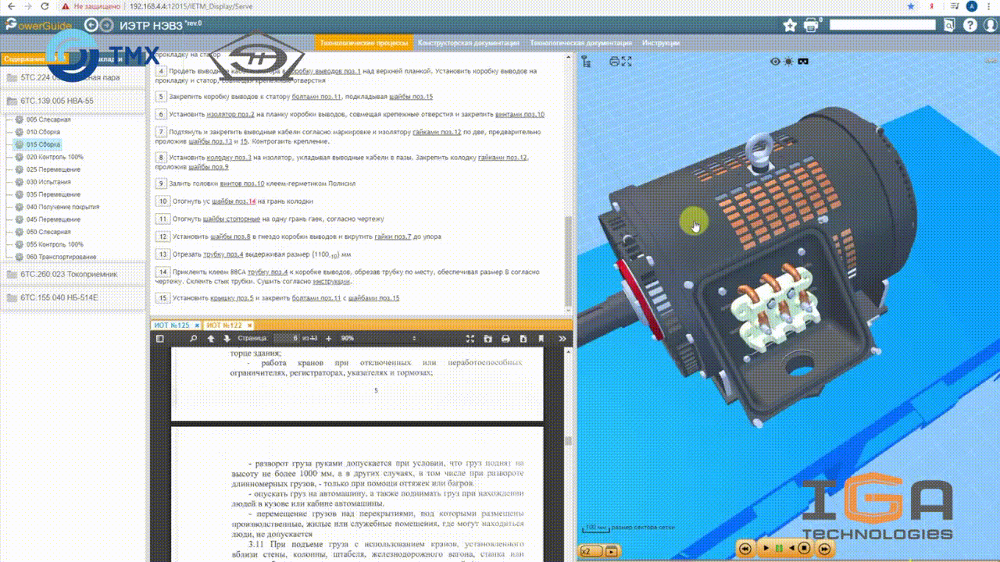 Не защищено 192.168.4.4:12015/IETM_Display/Serve
PowerGuide ИЭТР НЭВЗ *rev.0
0
Технологические процессы Конструкторская документация Технологическая документация Инструкции
TMX
Содержание
5ТС.224
пара
6ТС.139.005 НВА-55
005 Слесарная
010 Сборка
015 Сборка
020 Контроль 100%
025 Перемещение
030 Испытания
035 Перемещение
040 Получение покрытия
045 Перемещение
050 Слесарная
055 Контроль 100%
060 Транспортирование
6ТС.260.023 Токоприемник
6ТС.155.040 НБ-514Е
прокладку на статор
4 Продеть выводные коробку выводов поз.1 над верхней планкой. Установить коробку выводов на
прокладку и статор, совмещая крепежные отверстия
5 Закрепить коробку выводов к статору болтами поз.11, подкладывая шайбы поз.15
6 Установить изолятор поз.2 на планку коробки выводов, совмещая крепежные отверстия и закрепить винтами поз.10
7 Подтянуть и закрепить выводные кабели согласно маркировке к изолятору гайками поз.12 по две, предварительно
проложив шайбы поз.13 и 15. Контрогаить крепление.
8 Установить колодку поз.3 на изолятор, укладывая выводные кабели в пазы. Закрепить колодку гайками поз.12,
проложив шайбы поз.9
9 Залить головки винтов поз.10 клеем-герметиком Полисил
10 Отогнуть ус шайбы поз.14 на грань колодки
11 Отогнуть шайбы стопорные на одну грань гаек, согласно чертежу
12 Установить шайбы поз.8 в гнездо коробки выводов и вкрутить гайки поз.7 до упора
13 Отрезать трубку поз.4 выдерживая размер (1100₋₁₀) мм
14 Приклеить клеем 88СА трубку поз.4 к коробке выводов, обрезав трубку по месту, обеспечивая размер В согласно
чертежу. Склеить стык трубки. Сушить согласно инструкции.
15 Установить крышку поз.5 и закреить болтами поз.11 с шайбами поз.15
ИОТ №125 × ИОТ №122 ×
Страница: 6 из 13 90%
торце здания;
- работа кранов при отключенных или неработоспособных
ограничителях, регистраторах, указателях и тормозах;
5
- разворот груза руками допускается при условии, что груз поднят на
высоту не более 1000 мм, а в других случаях, в том числе при развороте
длинномерных грузов, - только при помощи оттяжек или багров.
- опускать груз на автомашину, а также поднимать груз при нахождении
людей в кузове или кабине автомашины.
- перемещение грузов над перекрытиями, под которыми размещены
производственные, жилые или служебные помещения, где могут находиться
люди, не допускается
3.11 При подъеме груза с использованием кранов, установленного
вблизи стены, колонны, штабеля, железнодорожного вагона, станка или
100 мм размер сектора сетки
x2
IGA
TECHNOLOGIES